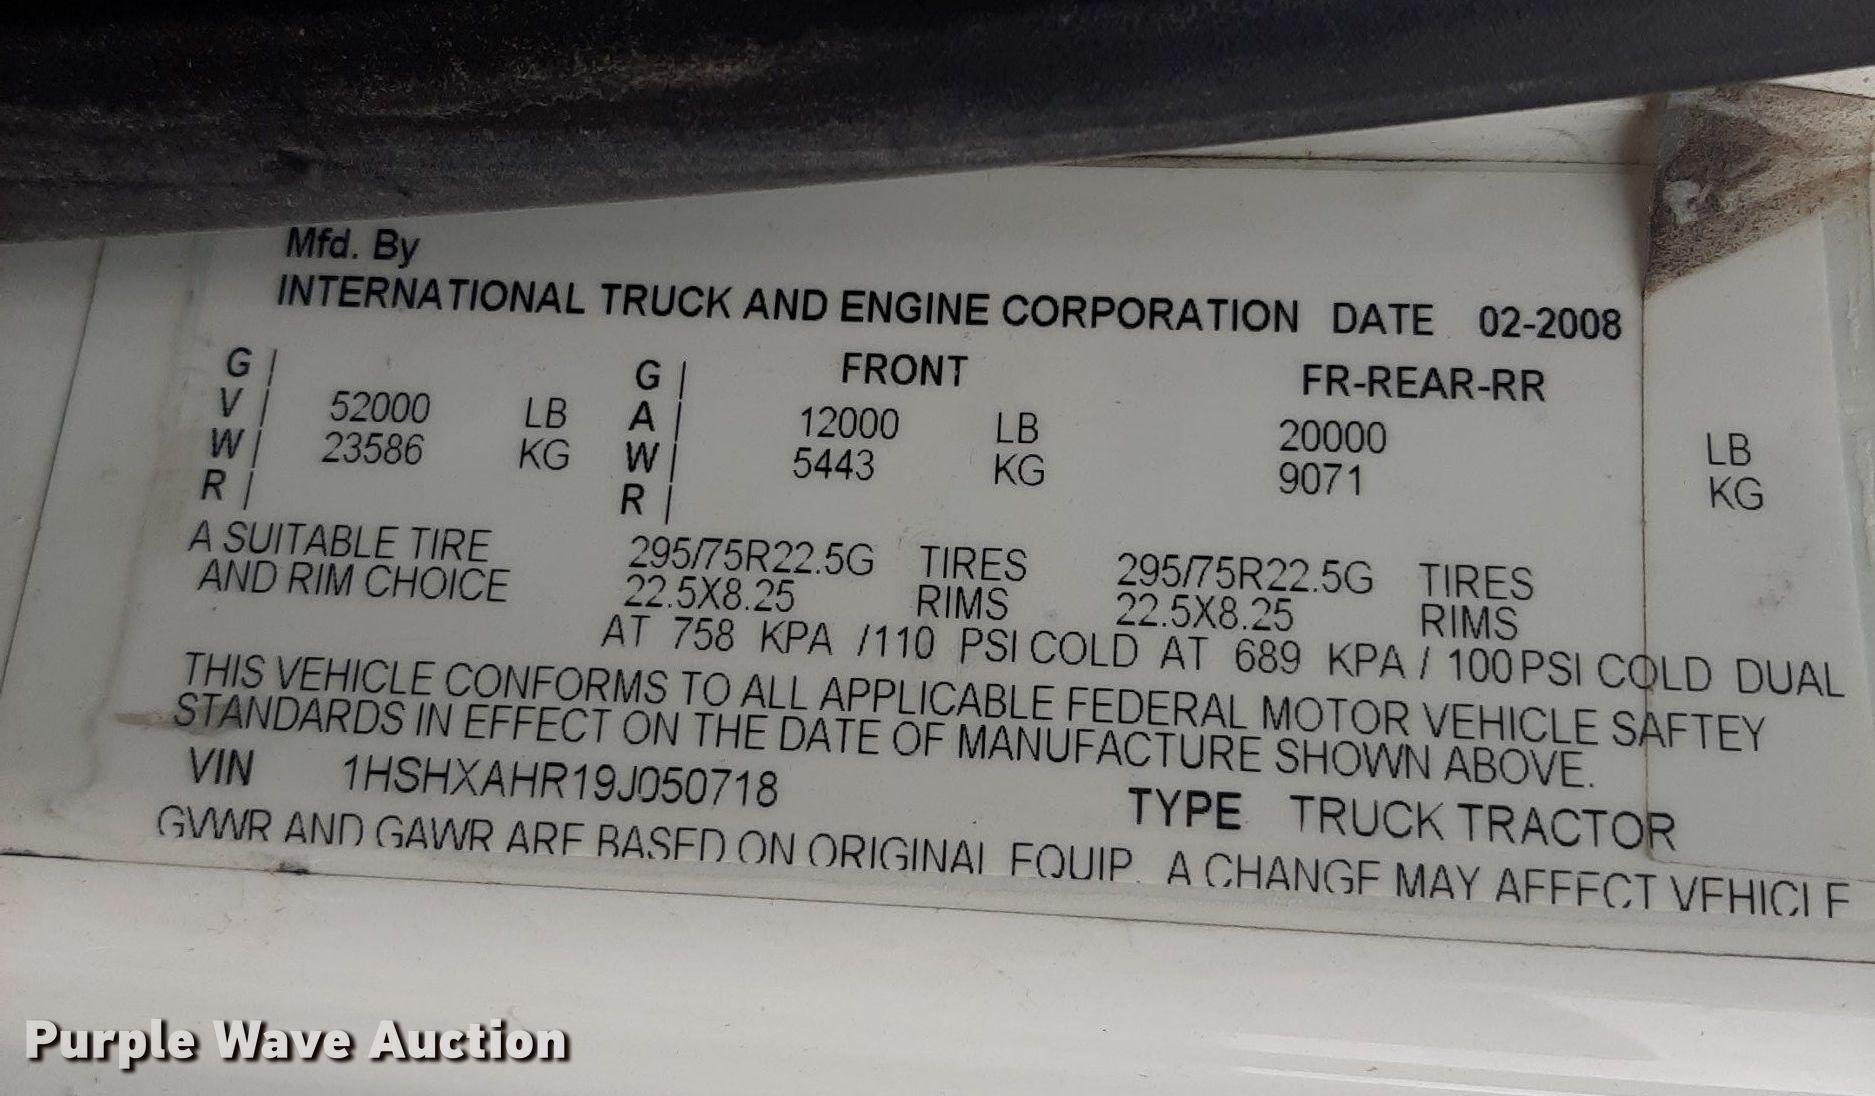 Mfd. By
INTERNATIONAL TRUCK AND ENGINE CORPORATION DATE 02-2008
G | G | FRONT FR-REAR-RR
V | 52000 LB A | 12000 LB 20000 LB
W | 23586 KG W | 5443 KG 9071 KG
R | R |
A SUITABLE TIRE 295/75R22.5G TIRES 295/75R22.5G TIRES
AND RIM CHOICE 22.5X8.25 RIMS 22.5X8.25 RIMS
AT 758 KPA /110 PSI COLD AT 689 KPA / 100 PSI COLD DUAL
THIS VEHICLE CONFORMS TO ALL APPLICABLE FEDERAL MOTOR VEHICLE SAFTEY
STANDARDS IN EFFECT ON THE DATE OF MANUFACTURE SHOWN ABOVE.
VIN 1HSHXAHR19J050718 TYPE TRUCK TRACTOR
GVWR AND GAWR ARE BASED ON ORIGINAL EQUIP. A CHANGE MAY AFFECT VEHICLE
Purple Wave Auction